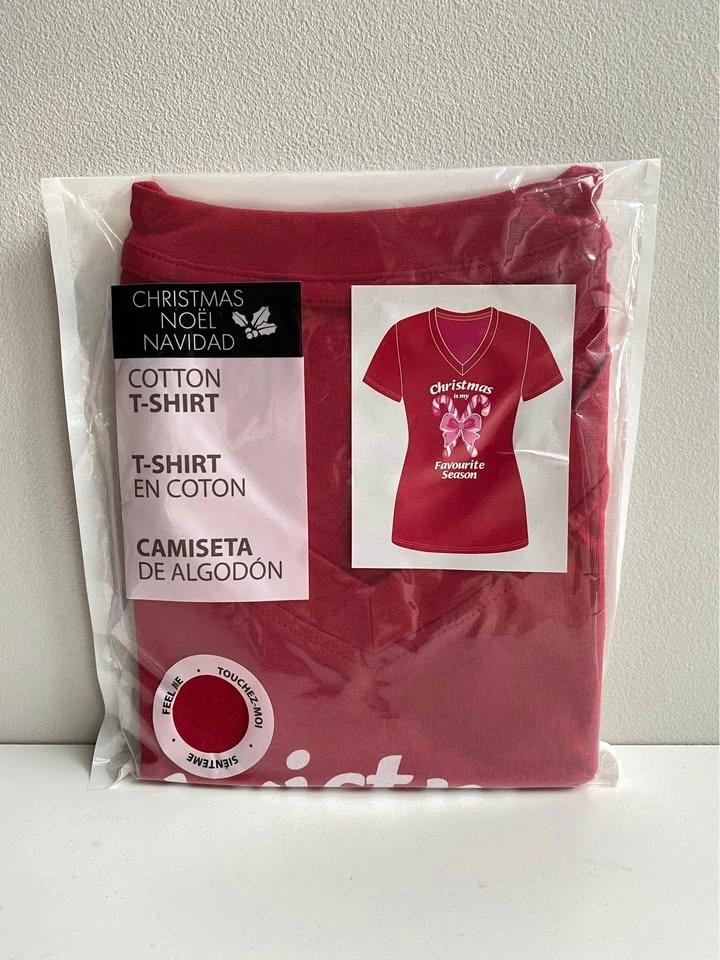 CHRISTMAS
NOËL
NAVIDAD
COTTON
T-SHIRT
T-SHIRT
EN COTON
CAMISETA
DE ALGODÓN
Christmas
is my
Favourite
Season
FEEL ME • TOUCHEZ-MOI • SIÉNTEME •